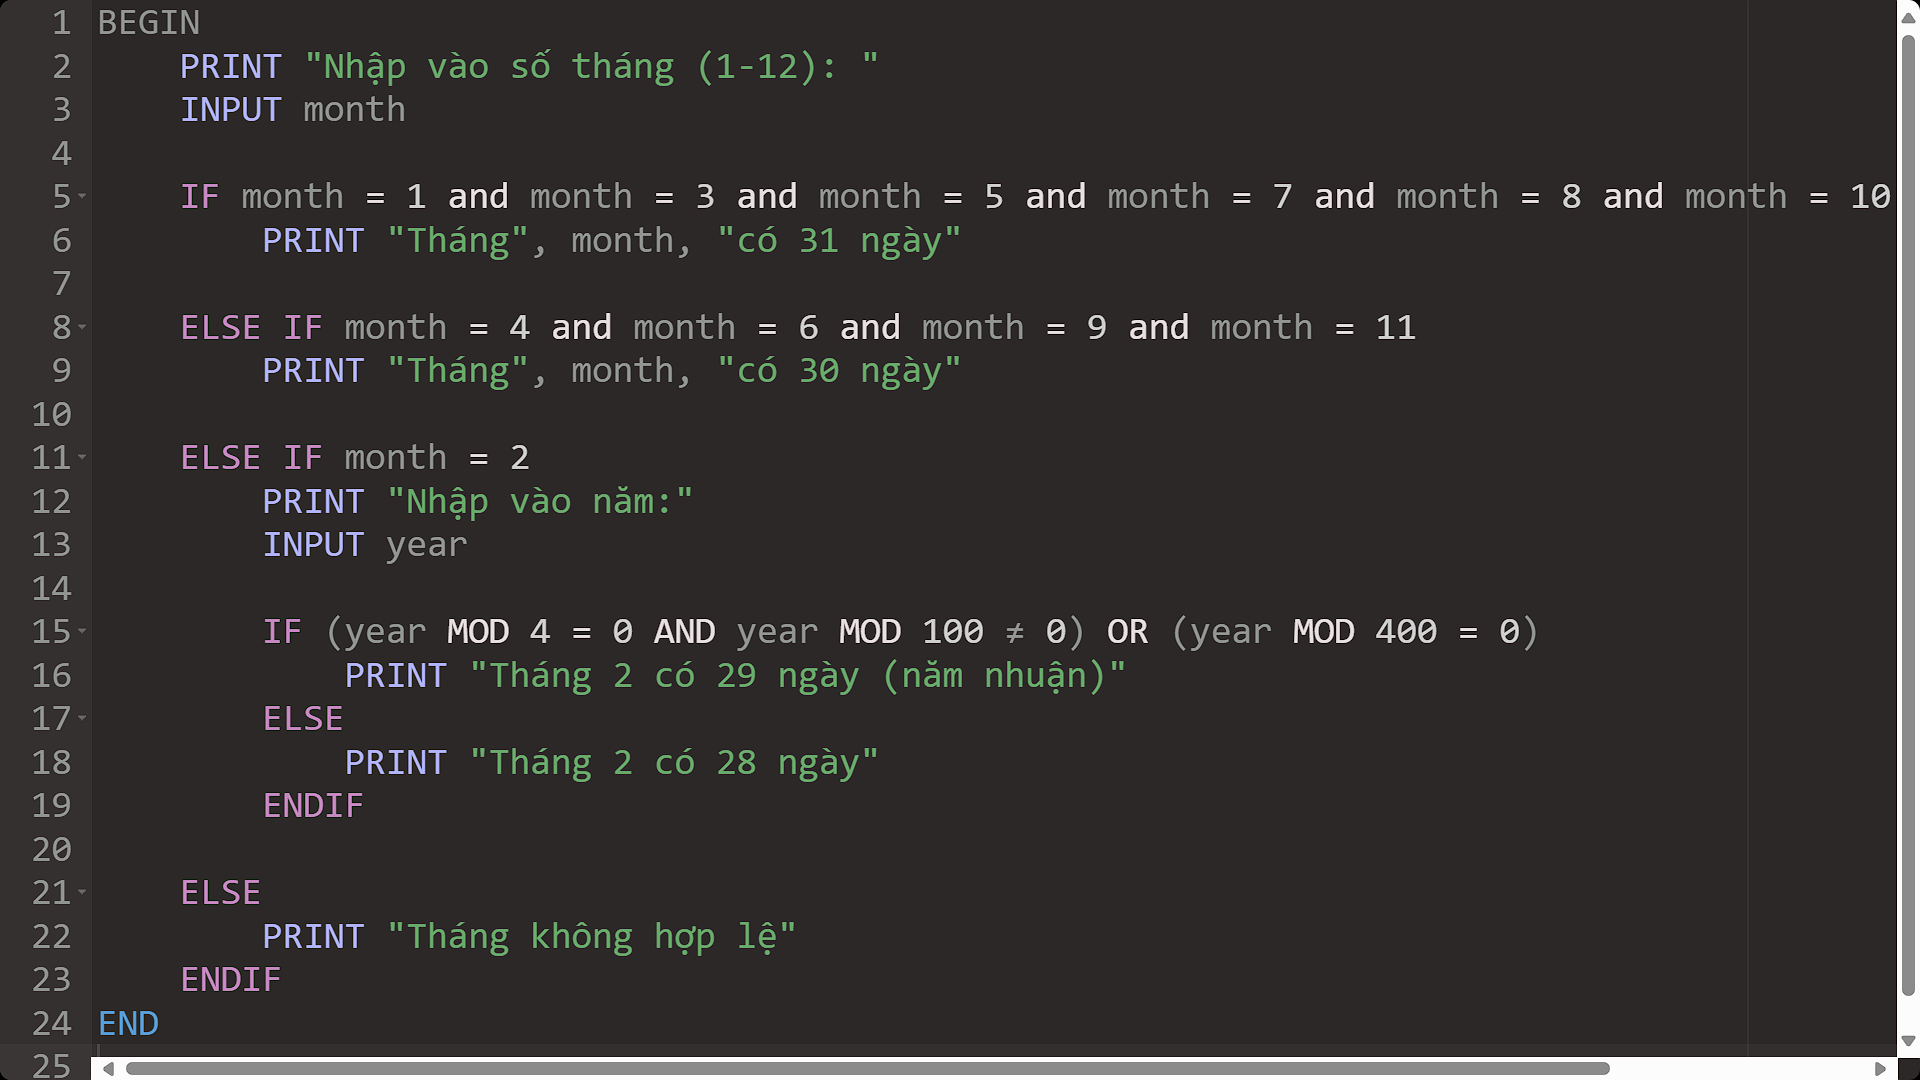 1 BEGIN
2 PRINT "Nhập vào số tháng (1-12): "
3 INPUT month
4
5 IF month = 1 and month = 3 and month = 5 and month = 7 and month = 8 and month = 10
6 PRINT "Tháng", month, "có 31 ngày"
7
8 ELSE IF month = 4 and month = 6 and month = 9 and month = 11
9 PRINT "Tháng", month, "có 30 ngày"
10
11 ELSE IF month = 2
12 PRINT "Nhập vào năm:"
13 INPUT year
14
15 IF (year MOD 4 = 0 AND year MOD 100 ≠ 0) OR (year MOD 400 = 0)
16 PRINT "Tháng 2 có 29 ngày (năm nhuận)"
17 ELSE
18 PRINT "Tháng 2 có 28 ngày"
19 ENDIF
20
21 ELSE
22 PRINT "Tháng không hợp lệ"
23 ENDIF
24 END
25